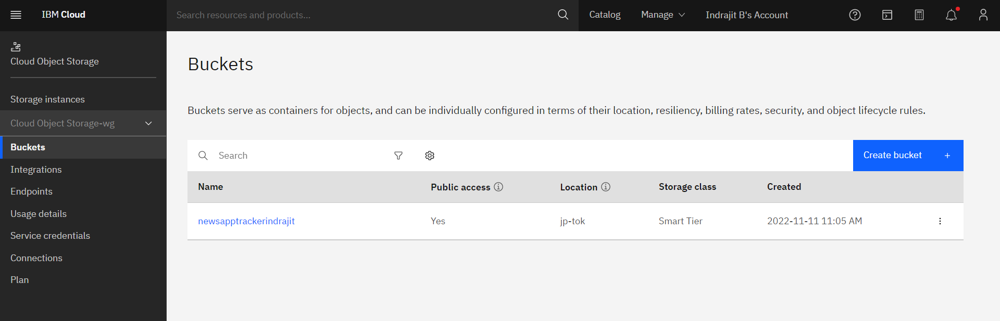 IBM Cloud
Search resources and products...
Catalog
Manage
Indrajit B's Account
Cloud Object Storage
Storage instances
Cloud Object Storage-wg
Buckets
Integrations
Endpoints
Usage details
Service credentials
Connections
Plan
Buckets
Buckets serve as containers for objects, and can be individually configured in terms of their location, resiliency, billing rates, security, and object lifecycle rules.
Search
Create bucket +
Name Public access Location Storage class Created
newsapptrackerindrajit Yes jp-tok Smart Tier 2022-11-11 11:05 AM